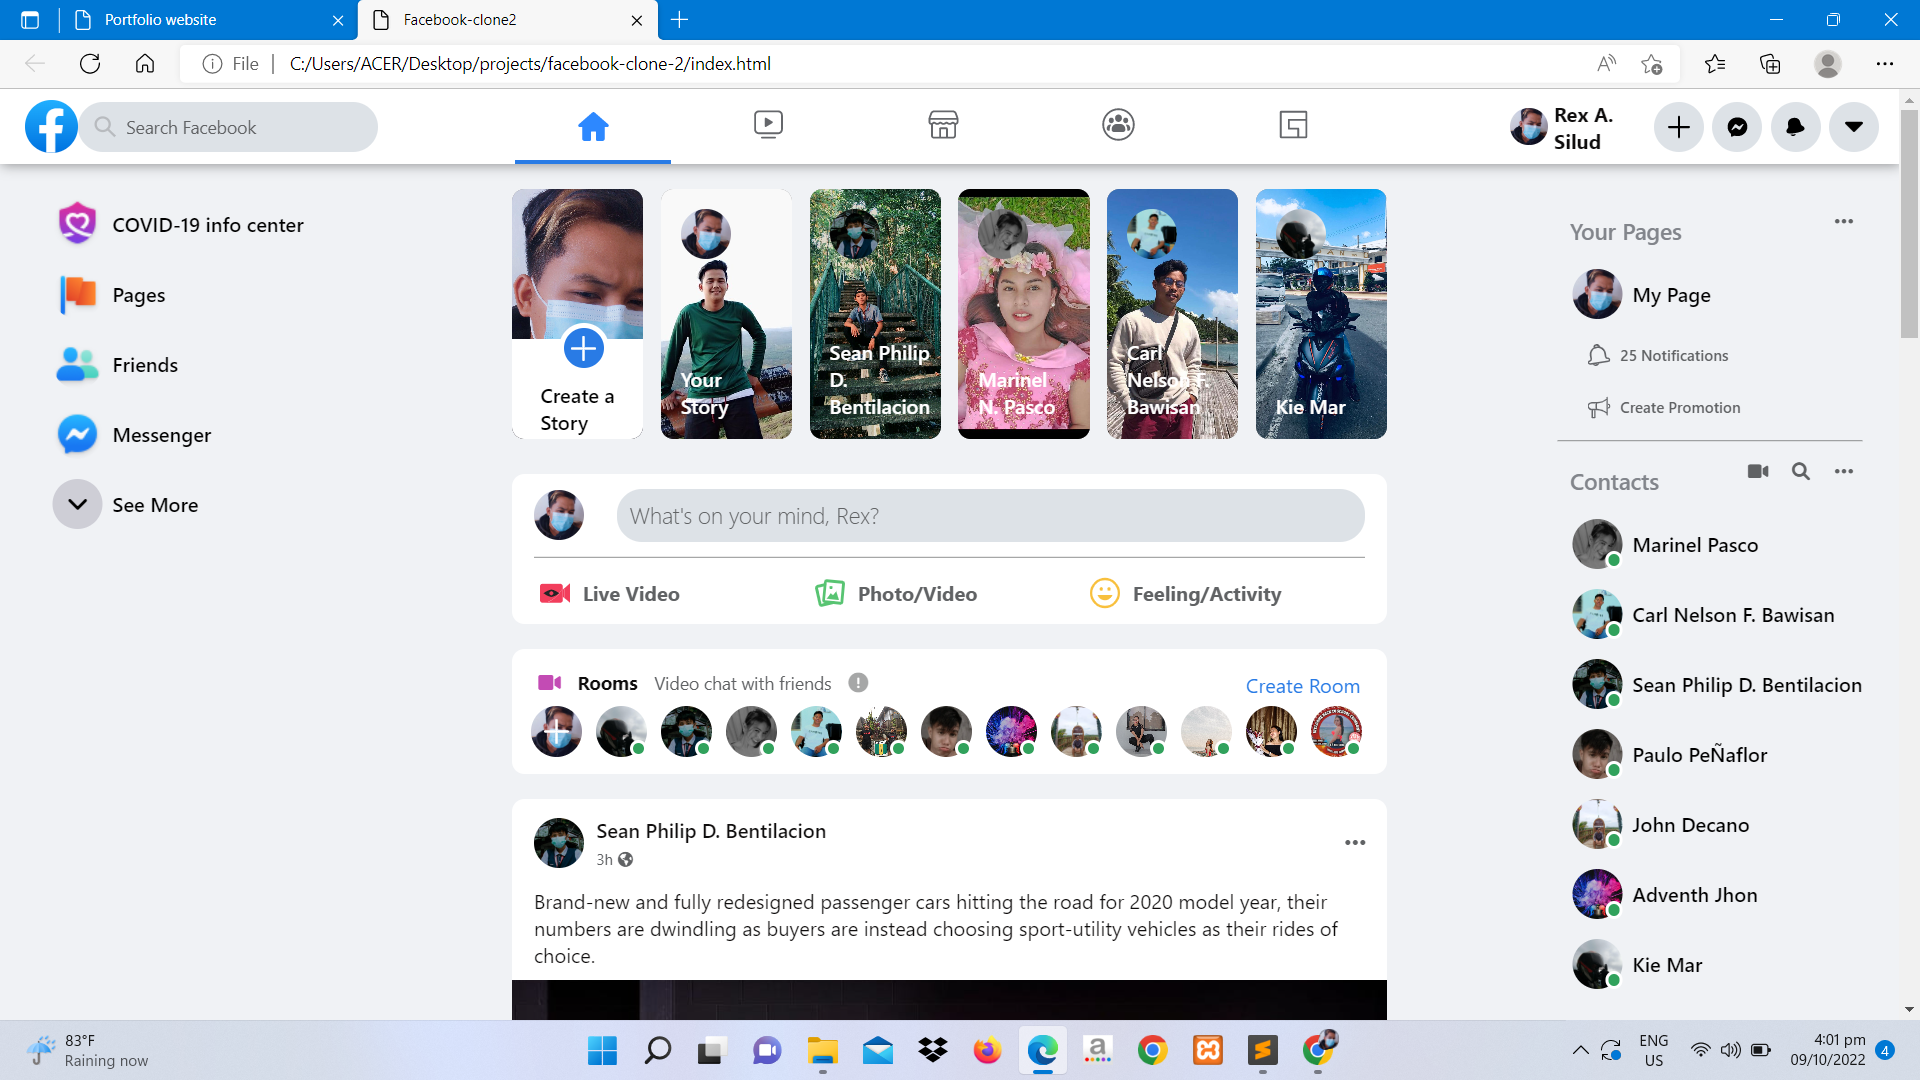 Portfolio website
Facebook-clone2
File
C:/Users/ACER/Desktop/projects/facebook-clone-2/index.html
Search Facebook
Rex A.
Silud
COVID-19 info center
Pages
Friends
Messenger
See More
Create a
Story
Your
Story
Sean Philip
D.
Bentilacion
Marinel
N. Pasco
Carl
Nelson F.
Bawisan
Kie Mar
What's on your mind, Rex?
Live Video
Photo/Video
Feeling/Activity
Rooms
Video chat with friends
Create Room
Sean Philip D. Bentilacion
3h
Brand-new and fully redesigned passenger cars hitting the road for 2020 model year, their
numbers are dwindling as buyers are instead choosing sport-utility vehicles as their rides of
choice.
Your Pages
My Page
25 Notifications
Create Promotion
Contacts
Marinel Pasco
Carl Nelson F. Bawisan
Sean Philip D. Bentilacion
Paulo PeÑaflor
John Decano
Adventh Jhon
Kie Mar
83°F
Raining now
ENG
US
4:01 pm
09/10/2022
4